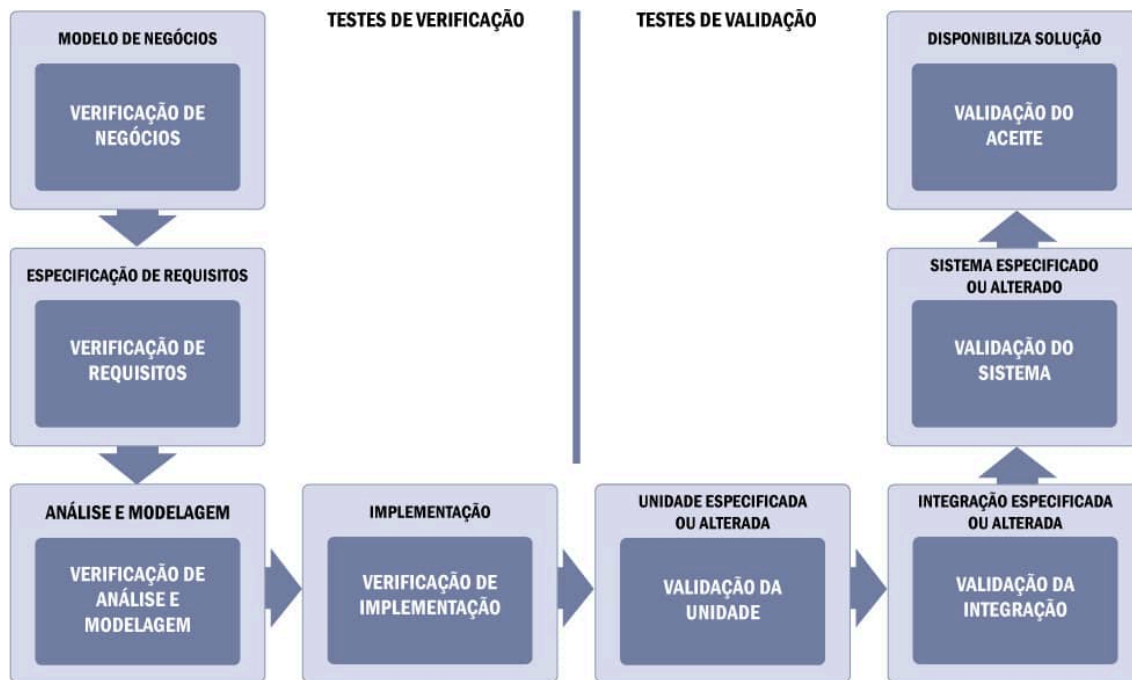 TESTES DE VERIFICAÇÃO
TESTES DE VALIDAÇÃO
MODELO DE NEGÓCIOS
VERIFICAÇÃO DE
NEGÓCIOS
ESPECIFICAÇÃO DE REQUISITOS
VERIFICAÇÃO DE
REQUISITOS
ANÁLISE E MODELAGEM
VERIFICAÇÃO DE
ANÁLISE E
MODELAGEM
IMPLEMENTAÇÃO
VERIFICAÇÃO DE
IMPLEMENTAÇÃO
UNIDADE ESPECIFICADA
OU ALTERADA
VALIDAÇÃO DA
UNIDADE
INTEGRAÇÃO ESPECIFICADA
OU ALTERADA
VALIDAÇÃO DA
INTEGRAÇÃO
SISTEMA ESPECIFICADO
OU ALTERADO
VALIDAÇÃO DO
SISTEMA
DISPONIBILIZA SOLUÇÃO
VALIDAÇÃO DO
ACEITE